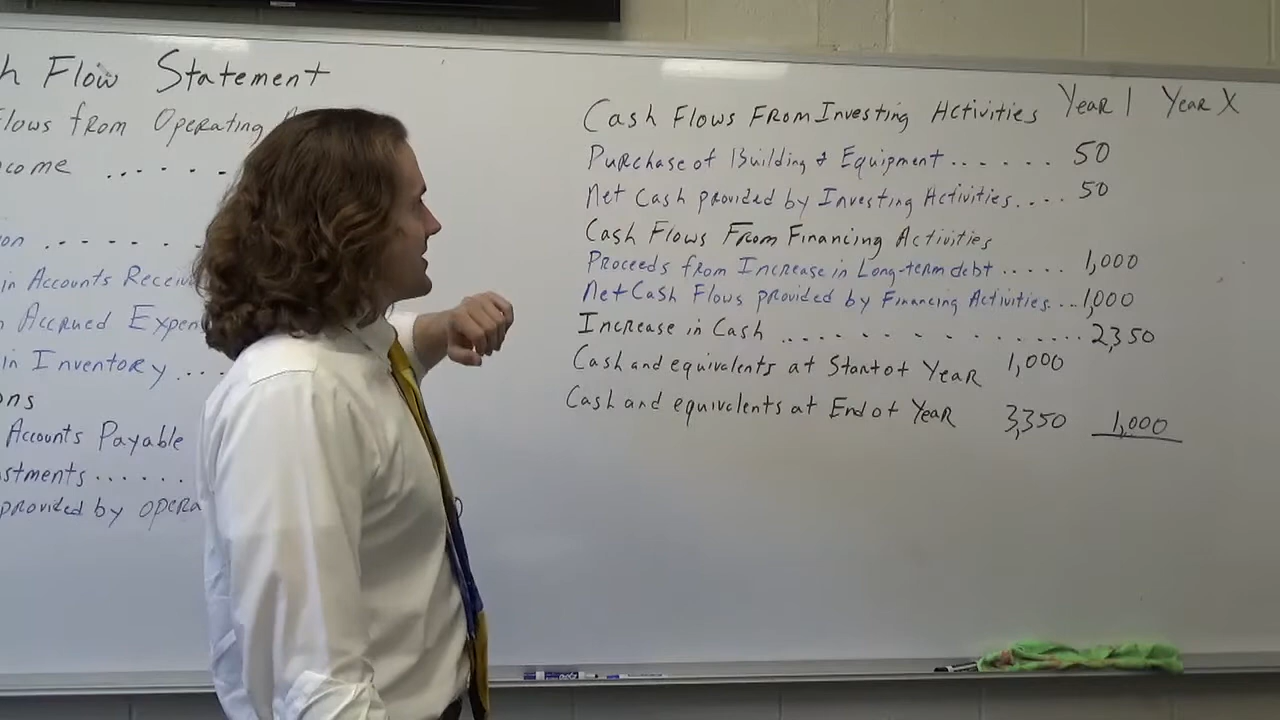 h Flow Statement
Flows from Operating
come .....
on .....
in Accounts Receiv
Accrued Expen
in Inventory ....
ons
Accounts Payable
stments ......
provided by opera
Cash Flows From Investing Activities Year 1 Year X
Purchase of Building & Equipment ...... 50
Net Cash provided by Investing Activities.... 50
Cash Flows From Financing Activities
Proceeds from Increase in Long-term debt ..... 1,000
Net Cash Flows provided by Financing Activities ... 1,000
Increase in Cash .............. 2,350
Cash and equivalents at Start of Year 1,000
Cash and equivalents at End of Year 3,350 1,000